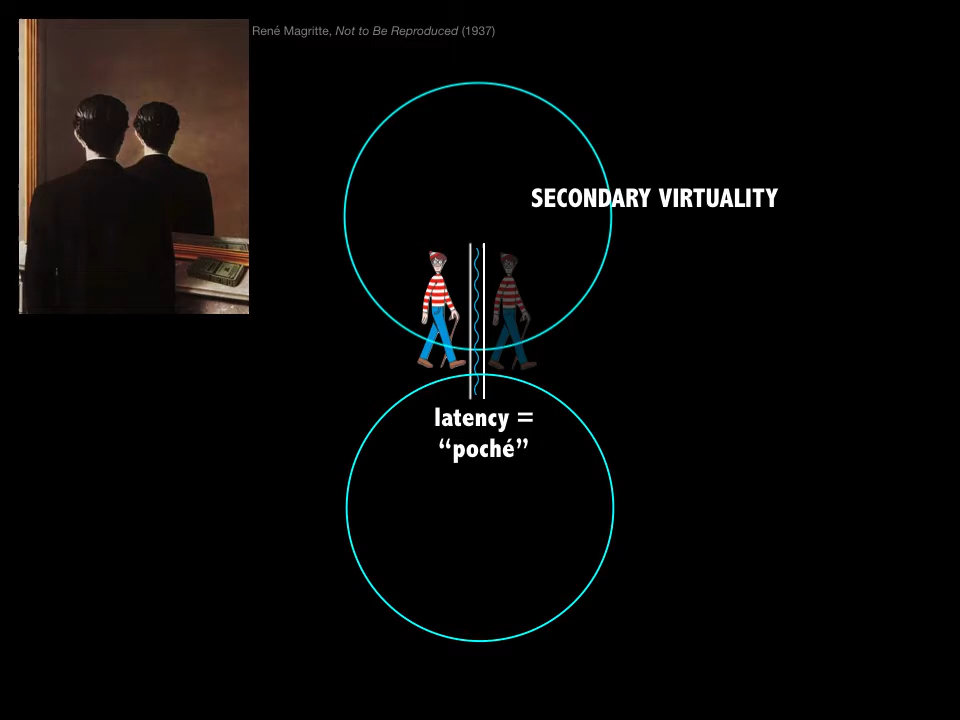 René Magritte, Not to Be Reproduced (1937)
SECONDARY VIRTUALITY
latency =
“poché”